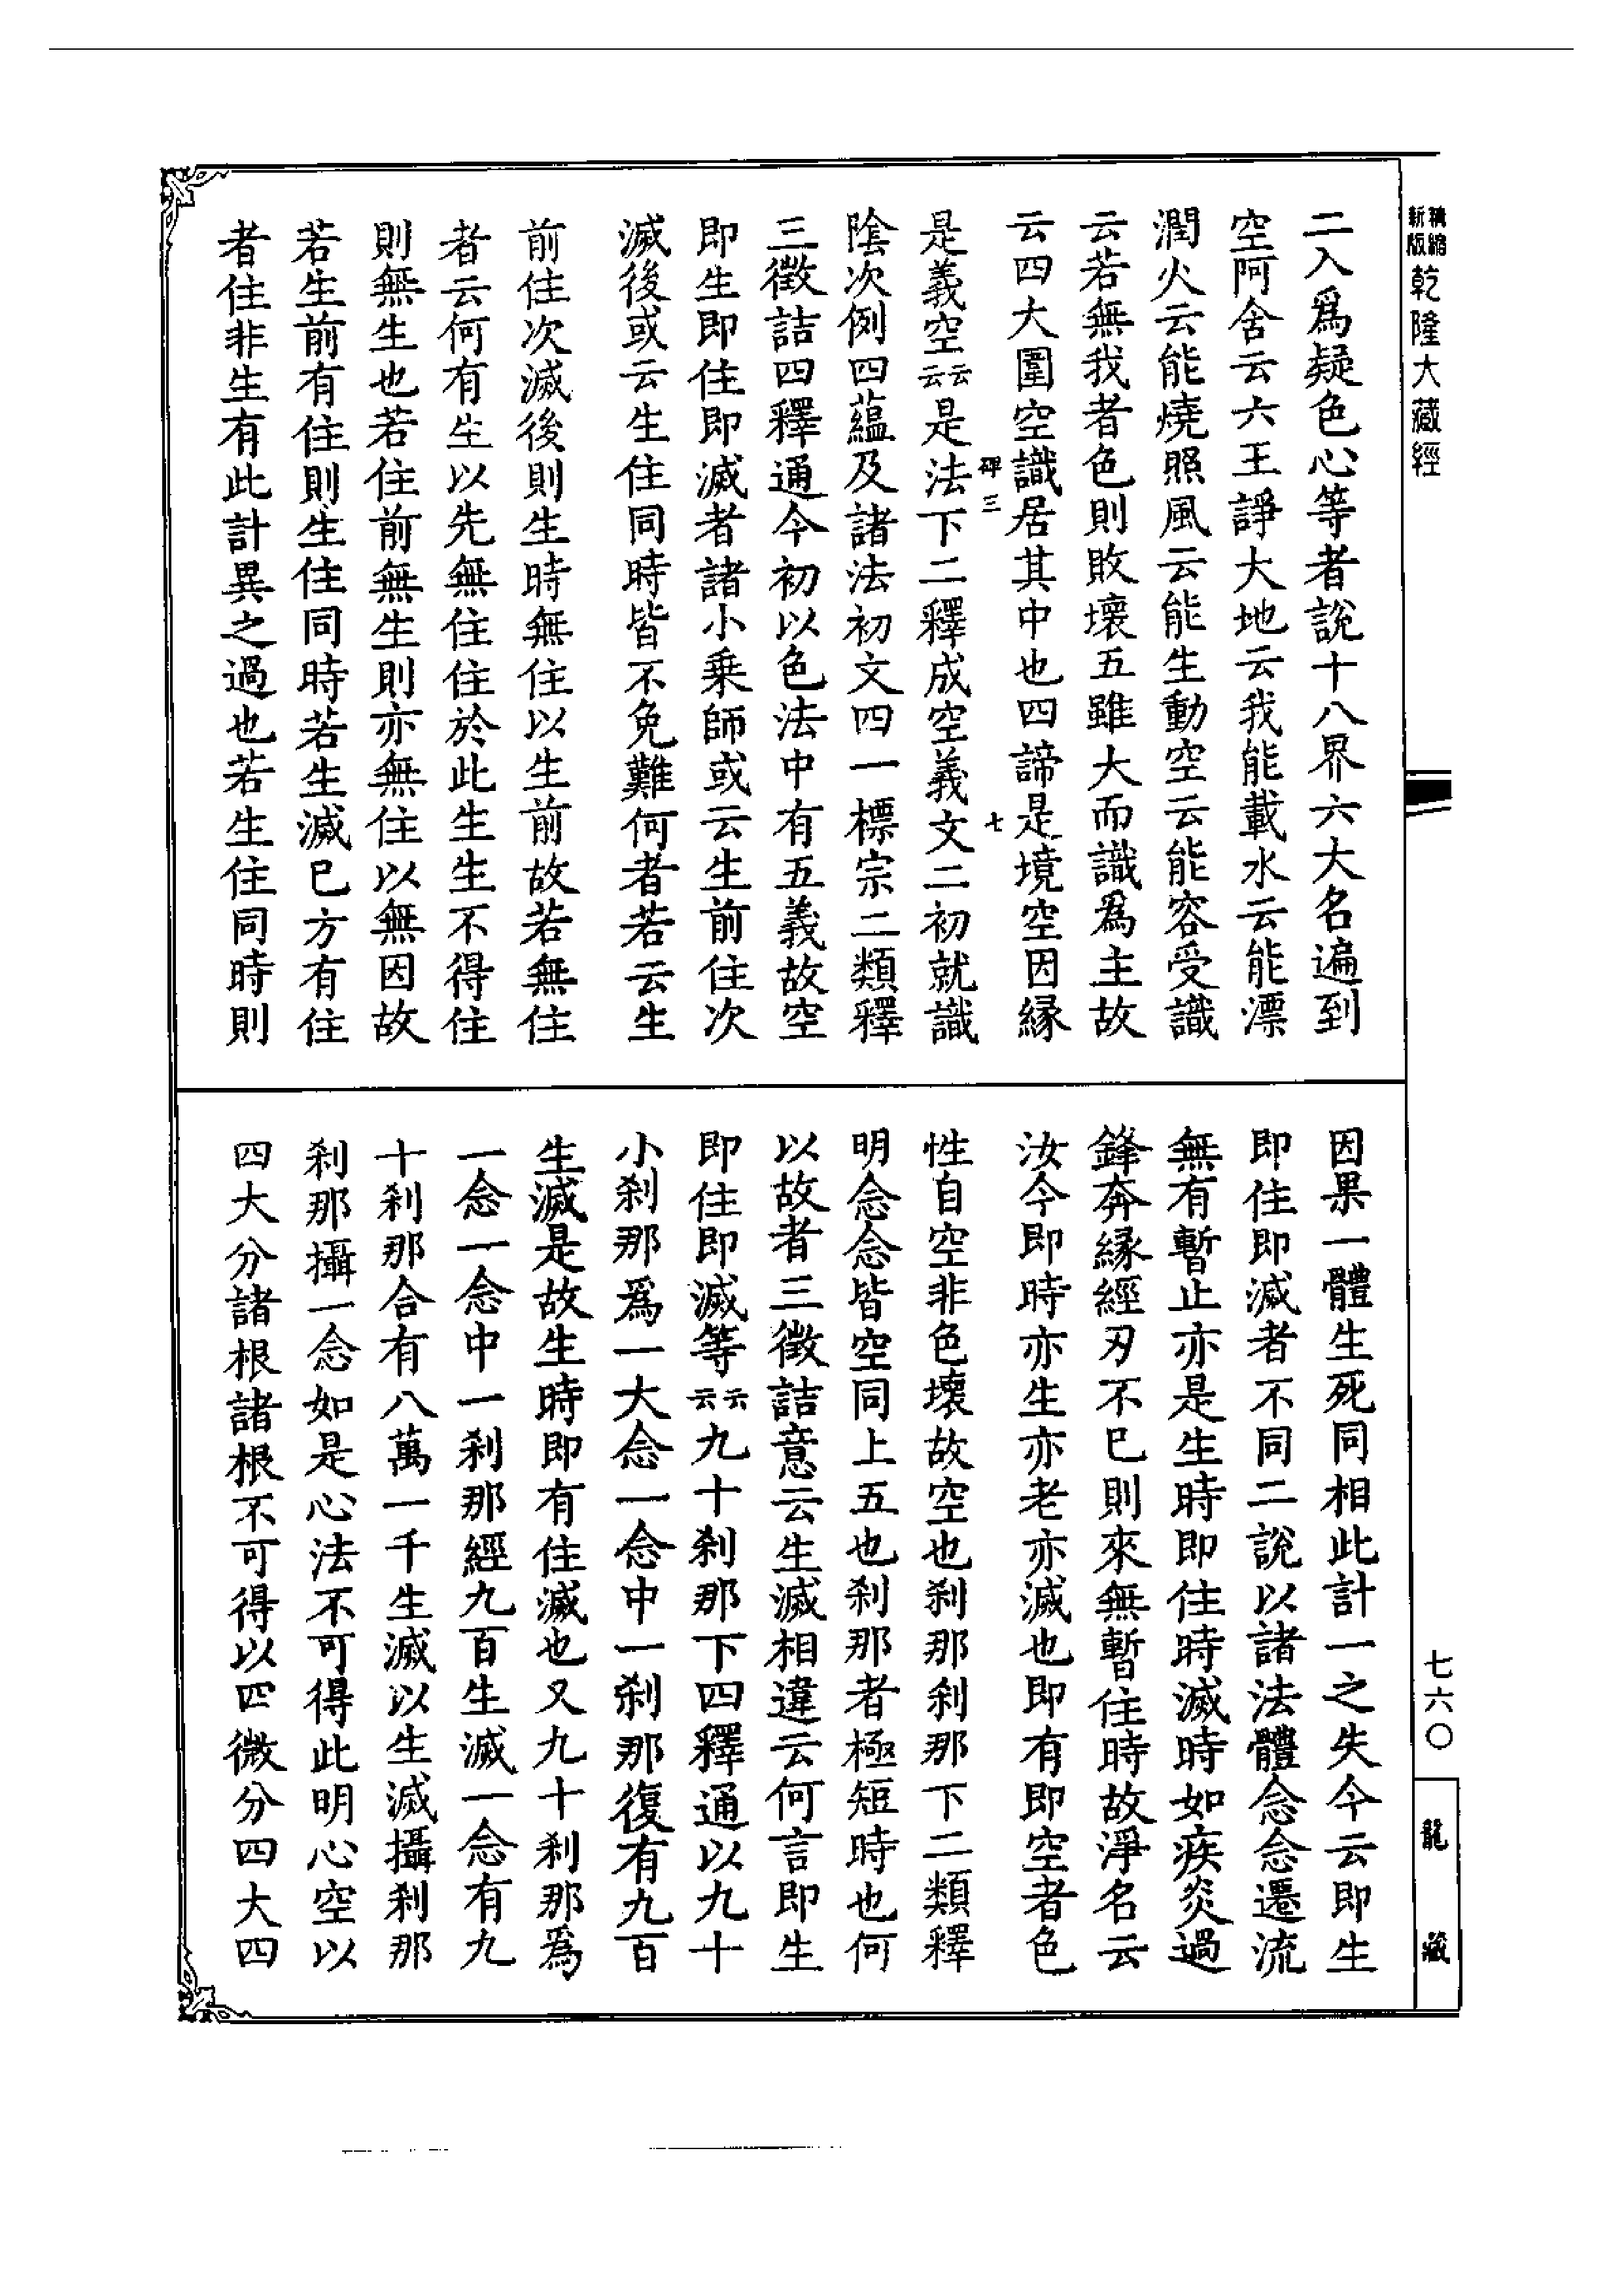 精縮新版乾隆大藏經
二入爲疑色心等者說十八界六大名遍到
空阿含云六王諍大地云我能載水云能漂
潤火云能燒照風云能生動空云能容受識
云若無我者色則敗壞五雖大而識爲主故
云四大圍空識居其中也四諦是境空因緣
碑三 七
是義空云云是法下二釋成空義文二初就識
陰次例四蘊及諸法初文四一標宗二類釋
三徵詰四釋通今初以色法中有五義故空
即生即住即滅者諸小乘師或云生前住次
滅後或云生住同時皆不免難何者若云生
前住次滅後則生時無住以生前故若無住
者云何有生以先無住住於此生生不得住
則無生也若住前無生則亦無住以無因故
若生前有住則生住同時若生滅已方有住
者住非生有此計異之過也若生住同時則
因果一體生死同相此計一之失今云即生
即住即滅者不同二說以諸法體念念遷流
無有暫止亦是生時即住時滅時如疾炎過
鋒奔緣經刃不已則來無暫住時故淨名云
汝今即時亦生亦老亦滅也即有即空者色
性自空非色壞故空也刹那刹那下二類釋
明念念皆空同上五也刹那者極短時也何
以故者三徵詰意云生滅相違云何言即生
即住即滅等云云九十刹那下四釋通以九十
小刹那爲一大念一念中一刹那復有九百
生滅是故生時即有住滅也又九十刹那爲
一念一念中一刹那經九百生滅一念有九
十刹那合有八萬一千生滅以生滅攝刹那
刹那攝一念如是心法不可得此明心空以
四大分諸根諸根不可得以四微分四大四
七六〇
龍藏